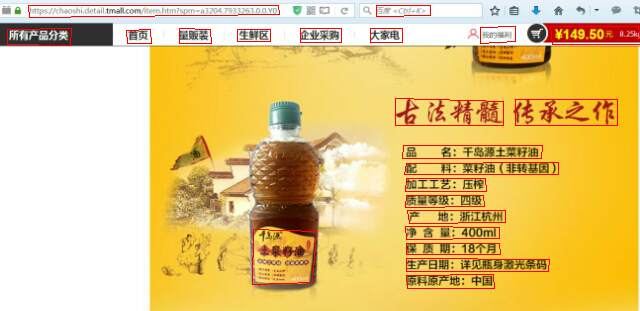 https://chaoshi.detail.tmall.com/item.htm?spm=a3204.7933263.0.0.Y0
百度 <Ctrl+K>
所有产品分类 首页 量贩装 生鲜区 企业采购 大家电 我的福利 ¥149.50元 8.25k
400ml
古法精髓 传承之作
品 名：千岛源土菜籽油
配 料：菜籽油（非转基因）
加工工艺：压榨
质量等级：四级
产 地：浙江杭州
净 含 量：400ml
保 质 期：18个月
生产日期：详见瓶身激光条码
原料原产地：中国
千岛源
土菜籽油